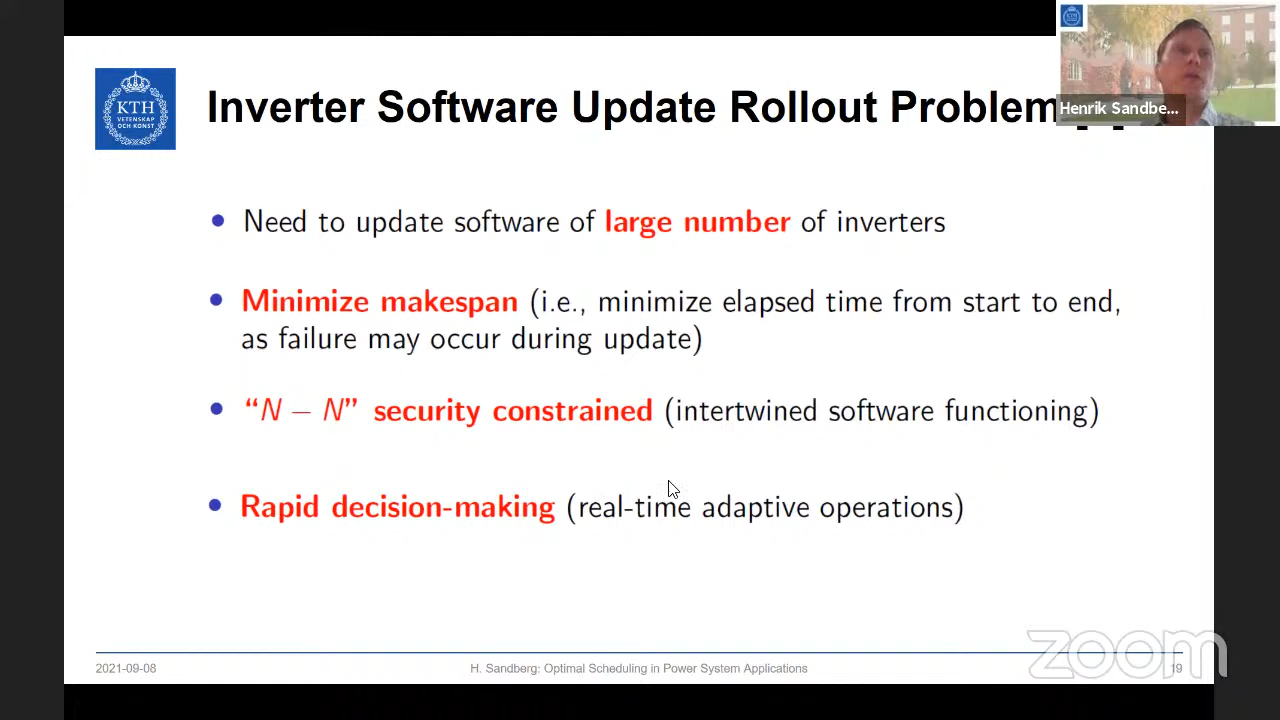 KTH
VETENSKAP
OCH KONST
Inverter Software Update Rollout Problem
KTH
Henrik Sandbe...
• Need to update software of large number of inverters
• Minimize makespan (i.e., minimize elapsed time from start to end,
as failure may occur during update)
• “N − N” security constrained (intertwined software functioning)
• Rapid decision-making (real-time adaptive operations)
zoom
2021-09-08
H. Sandberg: Optimal Scheduling in Power System Applications
19